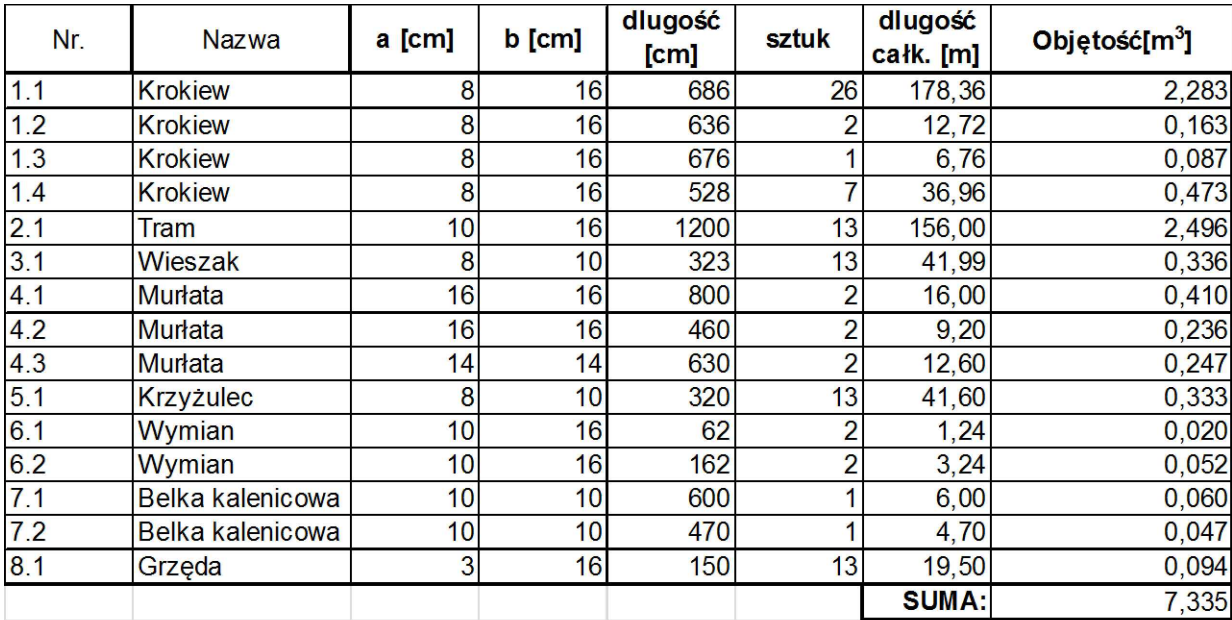 Nr. Nazwa a [cm] b [cm] dlugość [cm] sztuk dlugość całk. [m] Objętość[m³]
1.1 Krokiew 8 16 686 26 178,36 2,283
1.2 Krokiew 8 16 636 2 12,72 0,163
1.3 Krokiew 8 16 676 1 6,76 0,087
1.4 Krokiew 8 16 528 7 36,96 0,473
2.1 Tram 10 16 1200 13 156,00 2,496
3.1 Wieszak 8 10 323 13 41,99 0,336
4.1 Murłata 16 16 800 2 16,00 0,410
4.2 Murłata 16 16 460 2 9,20 0,236
4.3 Murłata 14 14 630 2 12,60 0,247
5.1 Krzyżulec 8 10 320 13 41,60 0,333
6.1 Wymian 10 16 62 2 1,24 0,020
6.2 Wymian 10 16 162 2 3,24 0,052
7.1 Belka kalenicowa 10 10 600 1 6,00 0,060
7.2 Belka kalenicowa 10 10 470 1 4,70 0,047
8.1 Grzęda 3 16 150 13 19,50 0,094
SUMA: 7,335